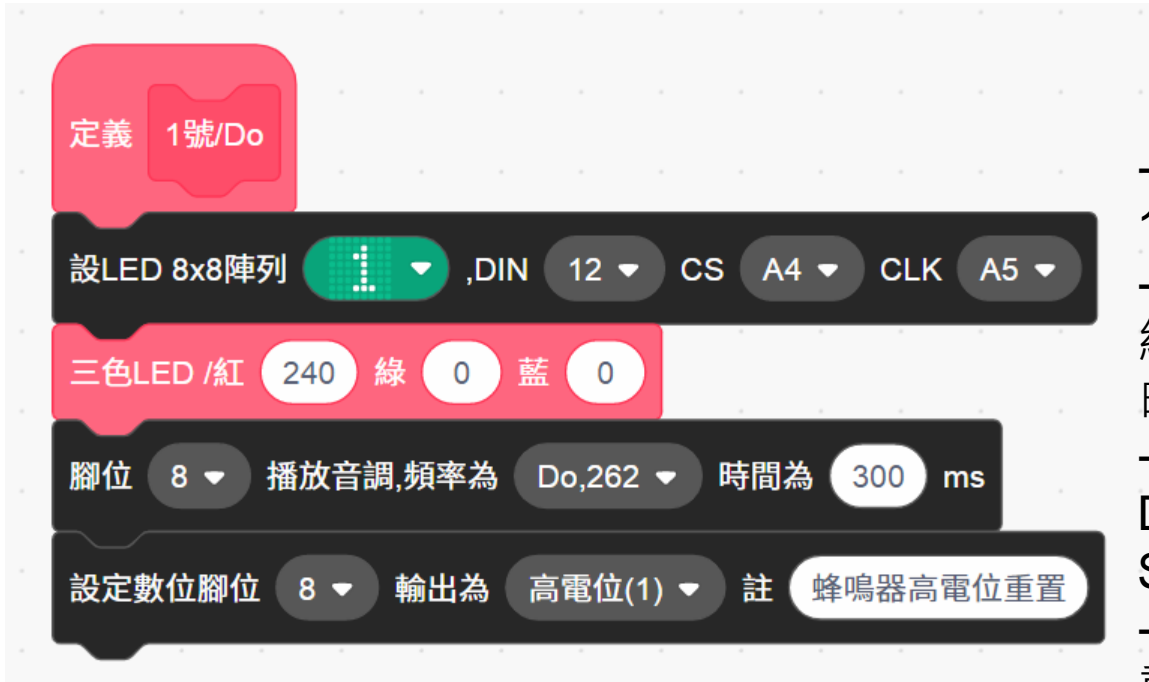 定義 1號/Do
設LED 8x8陣列 ,DIN 12 CS A4 CLK A5
三色LED /紅 240 綠 0 藍 0
腳位 8 播放音調,頻率為 Do,262 時間為 300 ms
設定數位腳位 8 輸出為 高電位(1) 註 蜂鳴器高電位重置